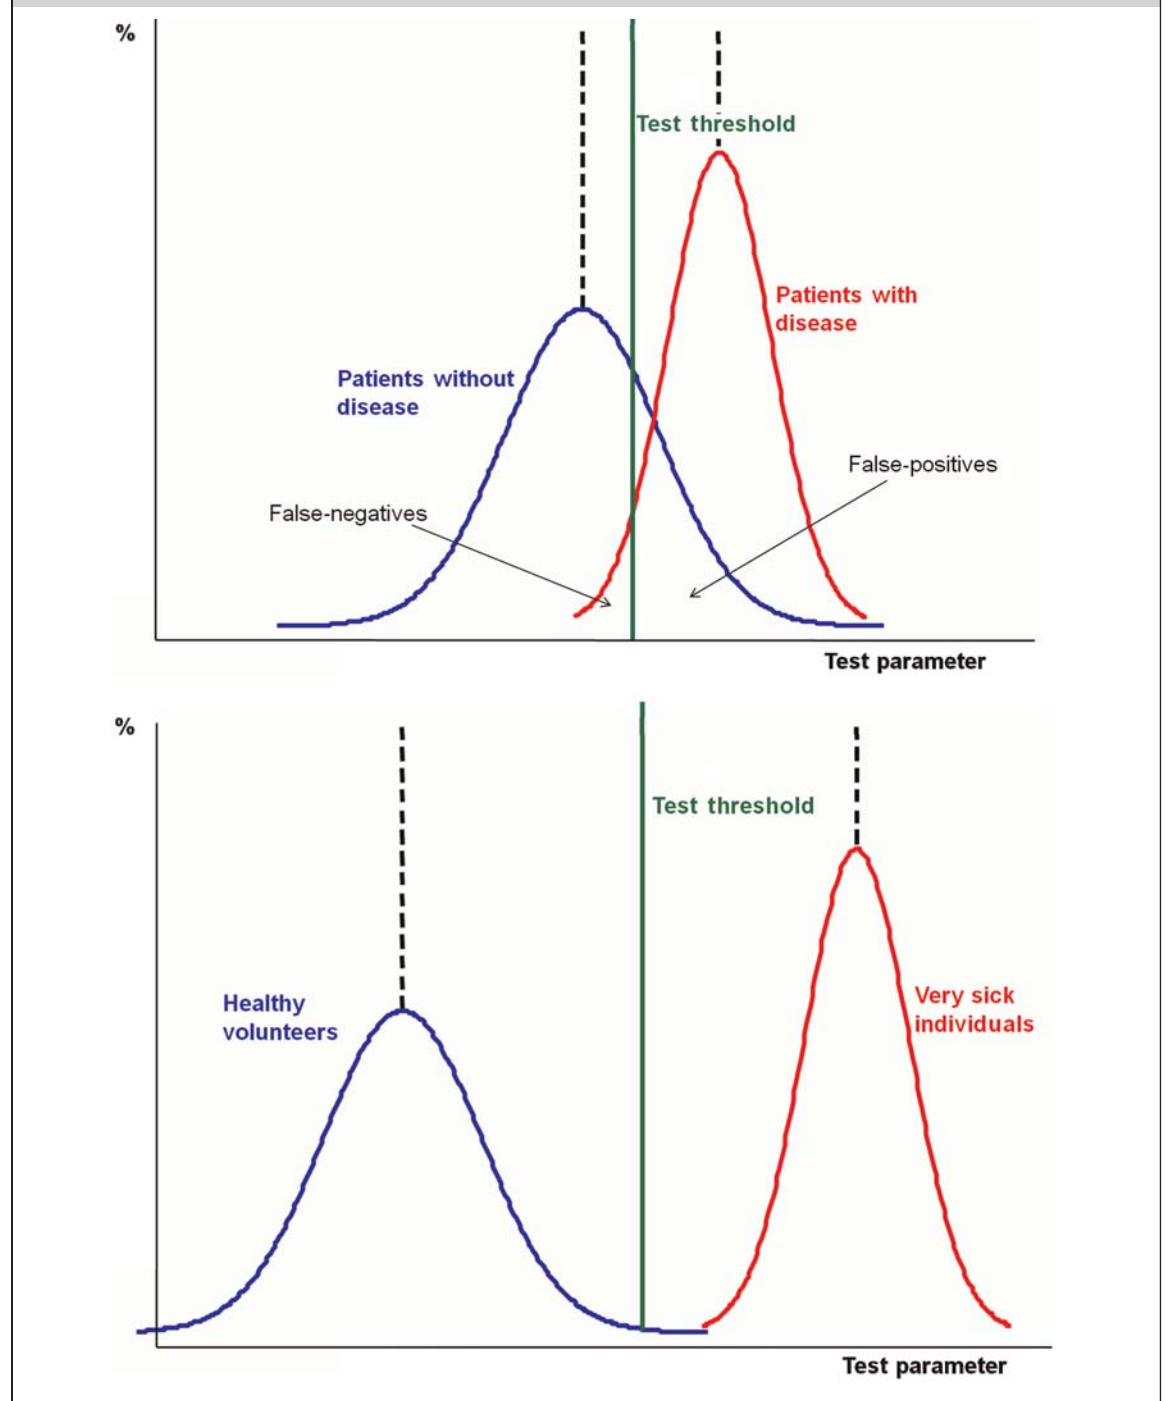 %
Test threshold
Patients with
disease
Patients without
disease
False-positives
False-negatives
Test parameter
%
Test threshold
Healthy
volunteers
Very sick
individuals
Test parameter